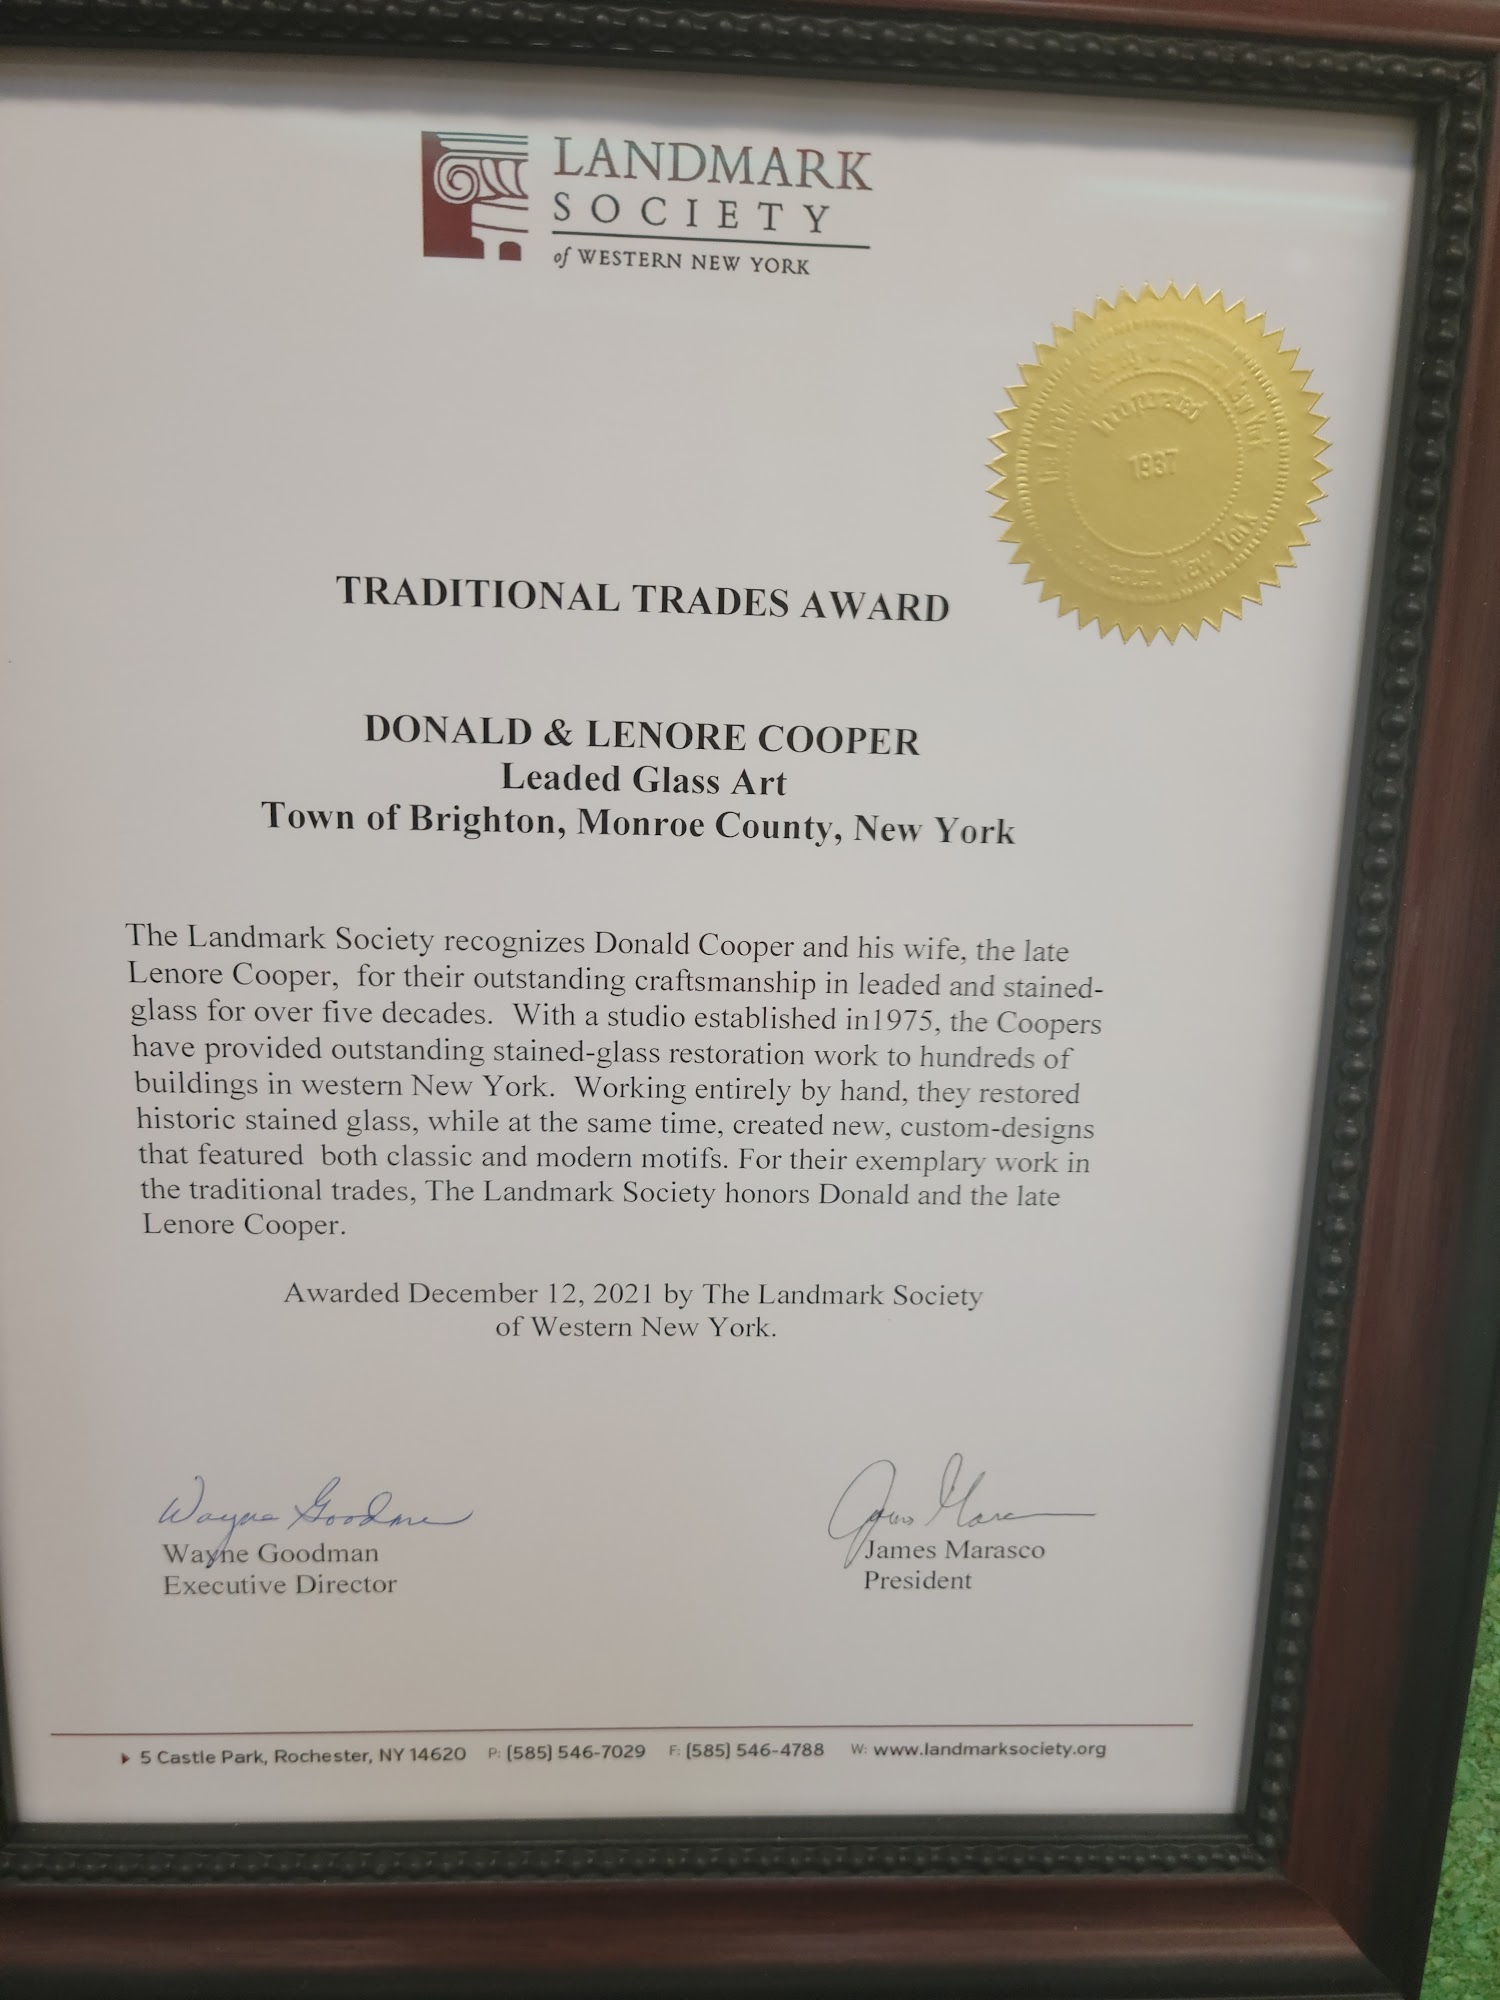 LANDMARK
SOCIETY
of WESTERN NEW YORK
Incorporated
1937
New York
TRADITIONAL TRADES AWARD
DONALD & LENORE COOPER
Leaded Glass Art
Town of Brighton, Monroe County, New York
The Landmark Society recognizes Donald Cooper and his wife, the late
Lenore Cooper, for their outstanding craftsmanship in leaded and stained-
glass for over five decades. With a studio established in1975, the Coopers
have provided outstanding stained-glass restoration work to hundreds of
buildings in western New York. Working entirely by hand, they restored
historic stained glass, while at the same time, created new, custom-designs
that featured both classic and modern motifs. For their exemplary work in
the traditional trades, The Landmark Society honors Donald and the late
Lenore Cooper.
Awarded December 12, 2021 by The Landmark Society
of Western New York.
Wayne Goodman
Wayne Goodman
Executive Director
James Marasco
President
5 Castle Park, Rochester, NY 14620 P: (585) 546-7029 F: (585) 546-4788 W: www.landmarksociety.org